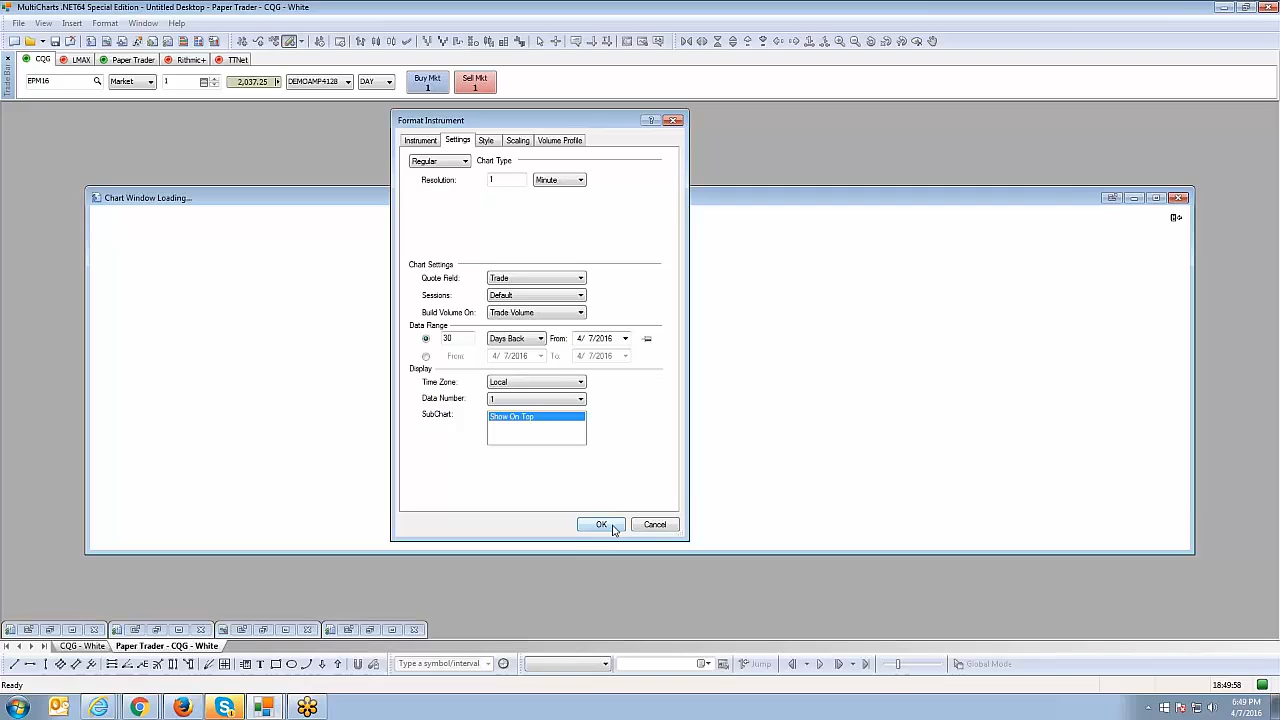 MultiCharts .NET64 Special Edition - Untitled Desktop - Paper Trader - CQG - White
File View Format Window Help
CQG LMAX Paper Trader Rithmic+ TTNet
Trade Bar
EPM16 Market 1 2,037.25 DEMOAMP4128 DAY Buy Mkt 1 Sell Mkt 1
Format Instrument
Instrument Settings Style Scaling Volume Profile
Regular Chart Type
Resolution: 1 Minute
Chart Window Loading...
Chart Settings
Quote Field: Trade
Sessions: Default
Build Volume On: Trade Volume
Data Range
30 Days Back From: 4/ 7/2016
From: 4/ 7/2016 To: 4/ 7/2016
Display
Time Zone: Local
Data Number: 1
SubChart: Show On Top
OK Cancel
CQG - White Paper Trader - CQG - White
Type a symbol/interval Jump Global Mode
Ready 18:49:58
6:49 PM
4/7/2016